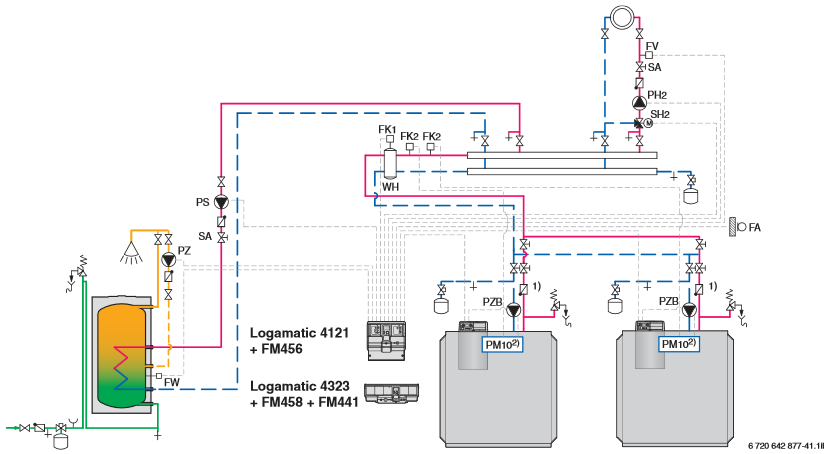 FV
SA
PH2
SH2
M
FK1
FK2
FK2
WH
PS
SA
FA
PZ
PZB
1)
PZB
1)
Logamatic 4121
+ FM456
PM10²⁾
PM10²⁾
FW
Logamatic 4323
+ FM458 + FM441
6 720 642 877-41.1il